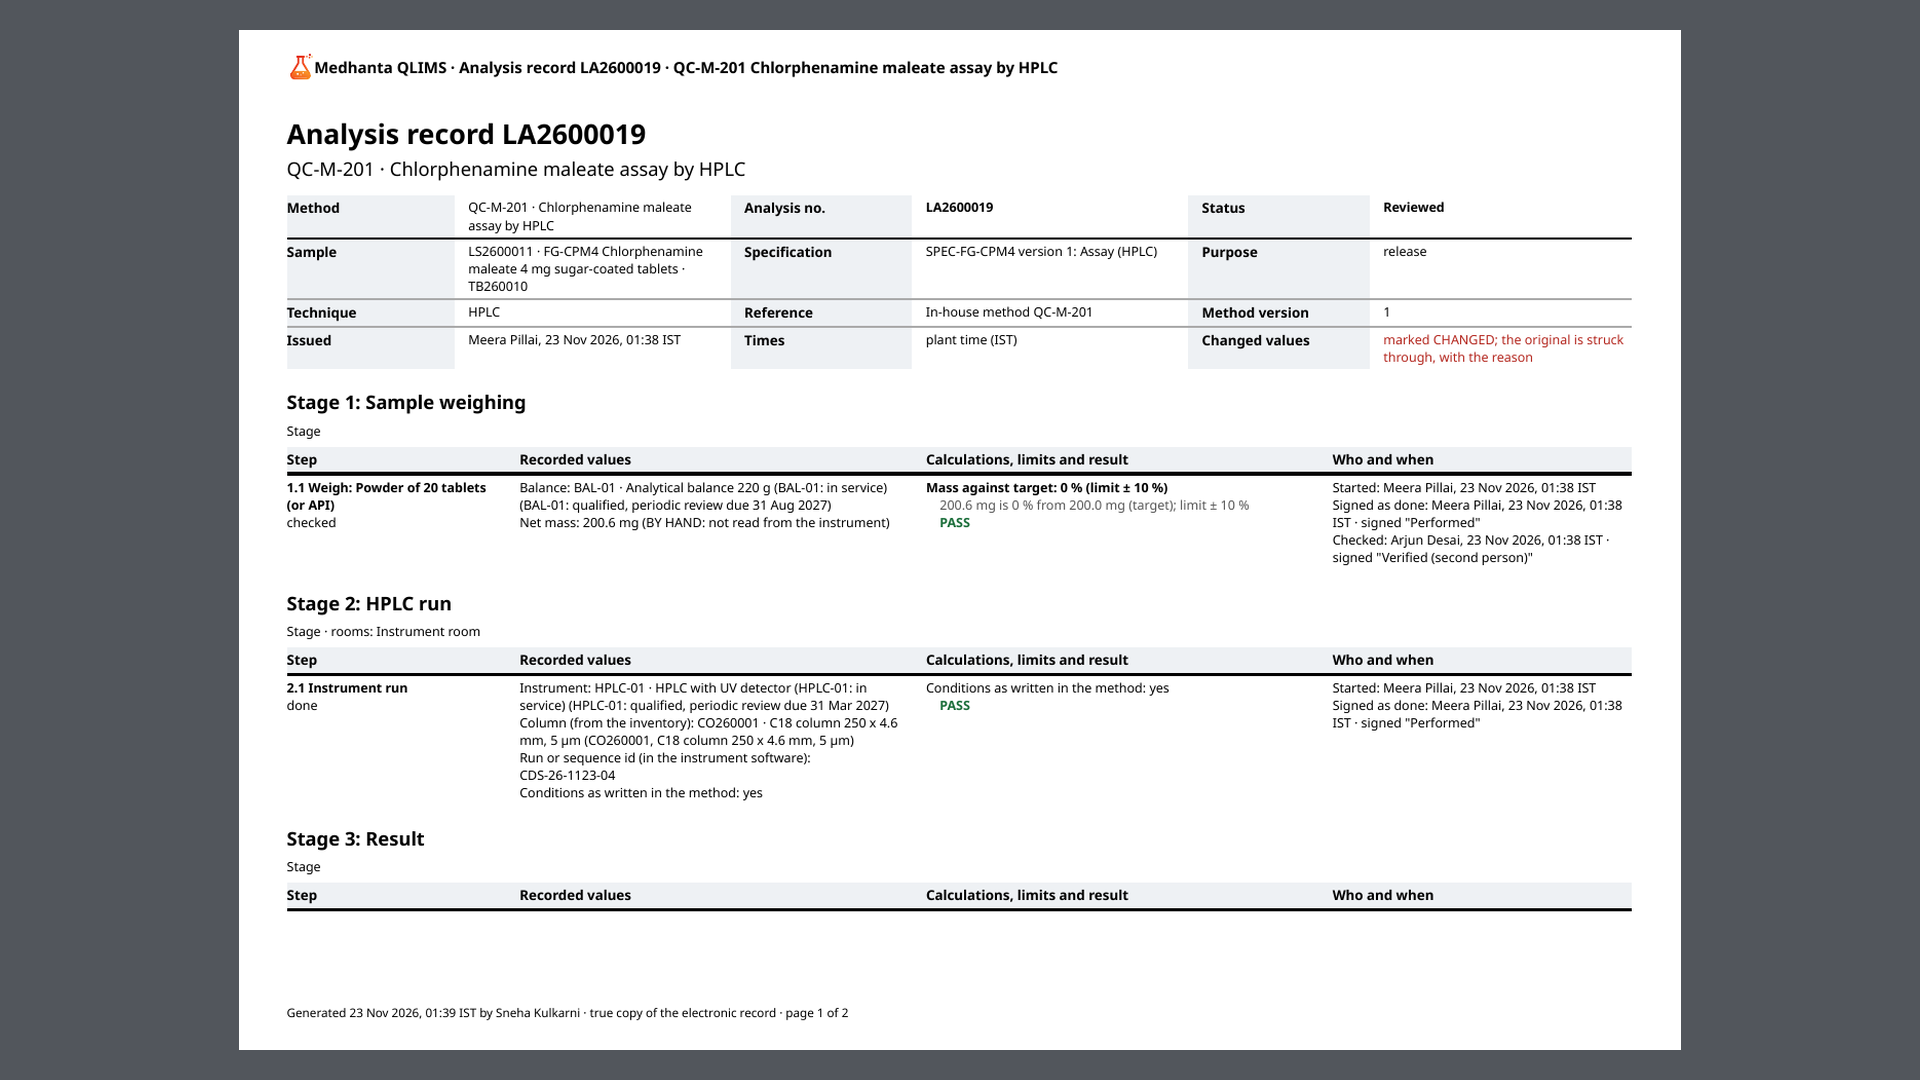 Medhanta QLIMS · Analysis record LA2600019 · QC-M-201 Chlorphenamine maleate assay by HPLC
Analysis record LA2600019
QC-M-201 · Chlorphenamine maleate assay by HPLC
Method
QC-M-201 · Chlorphenamine maleate
assay by HPLC
Analysis no.
LA2600019
Status
Reviewed
Sample
LS2600011 · FG-CPM4 Chlorphenamine
maleate 4 mg sugar-coated tablets ·
TB260010
Specification
SPEC-FG-CPM4 version 1: Assay (HPLC)
Purpose
release
Technique
HPLC
Reference
In-house method QC-M-201
Method version
1
Issued
Meera Pillai, 23 Nov 2026, 01:38 IST
Times
plant time (IST)
Changed values
marked CHANGED; the original is struck
through, with the reason
Stage 1: Sample weighing
Stage
Step
Recorded values
Calculations, limits and result
Who and when
1.1 Weigh: Powder of 20 tablets
(or API)
checked
Balance: BAL-01 · Analytical balance 220 g (BAL-01: in service)
(BAL-01: qualified, periodic review due 31 Aug 2027)
Net mass: 200.6 mg (BY HAND: not read from the instrument)
Mass against target: 0 % (limit ± 10 %)
200.6 mg is 0 % from 200.0 mg (target); limit ± 10 %
PASS
Started: Meera Pillai, 23 Nov 2026, 01:38 IST
Signed as done: Meera Pillai, 23 Nov 2026, 01:38
IST · signed "Performed"
Checked: Arjun Desai, 23 Nov 2026, 01:38 IST ·
signed "Verified (second person)"
Stage 2: HPLC run
Stage · rooms: Instrument room
Step
Recorded values
Calculations, limits and result
Who and when
2.1 Instrument run
done
Instrument: HPLC-01 · HPLC with UV detector (HPLC-01: in
service) (HPLC-01: qualified, periodic review due 31 Mar 2027)
Column (from the inventory): CO260001 · C18 column 250 x 4.6
mm, 5 µm (CO260001, C18 column 250 x 4.6 mm, 5 µm)
Run or sequence id (in the instrument software):
CDS-26-1123-04
Conditions as written in the method: yes
Conditions as written in the method: yes
PASS
Started: Meera Pillai, 23 Nov 2026, 01:38 IST
Signed as done: Meera Pillai, 23 Nov 2026, 01:38
IST · signed "Performed"
Stage 3: Result
Stage
Step
Recorded values
Calculations, limits and result
Who and when
Generated 23 Nov 2026, 01:39 IST by Sneha Kulkarni · true copy of the electronic record · page 1 of 2